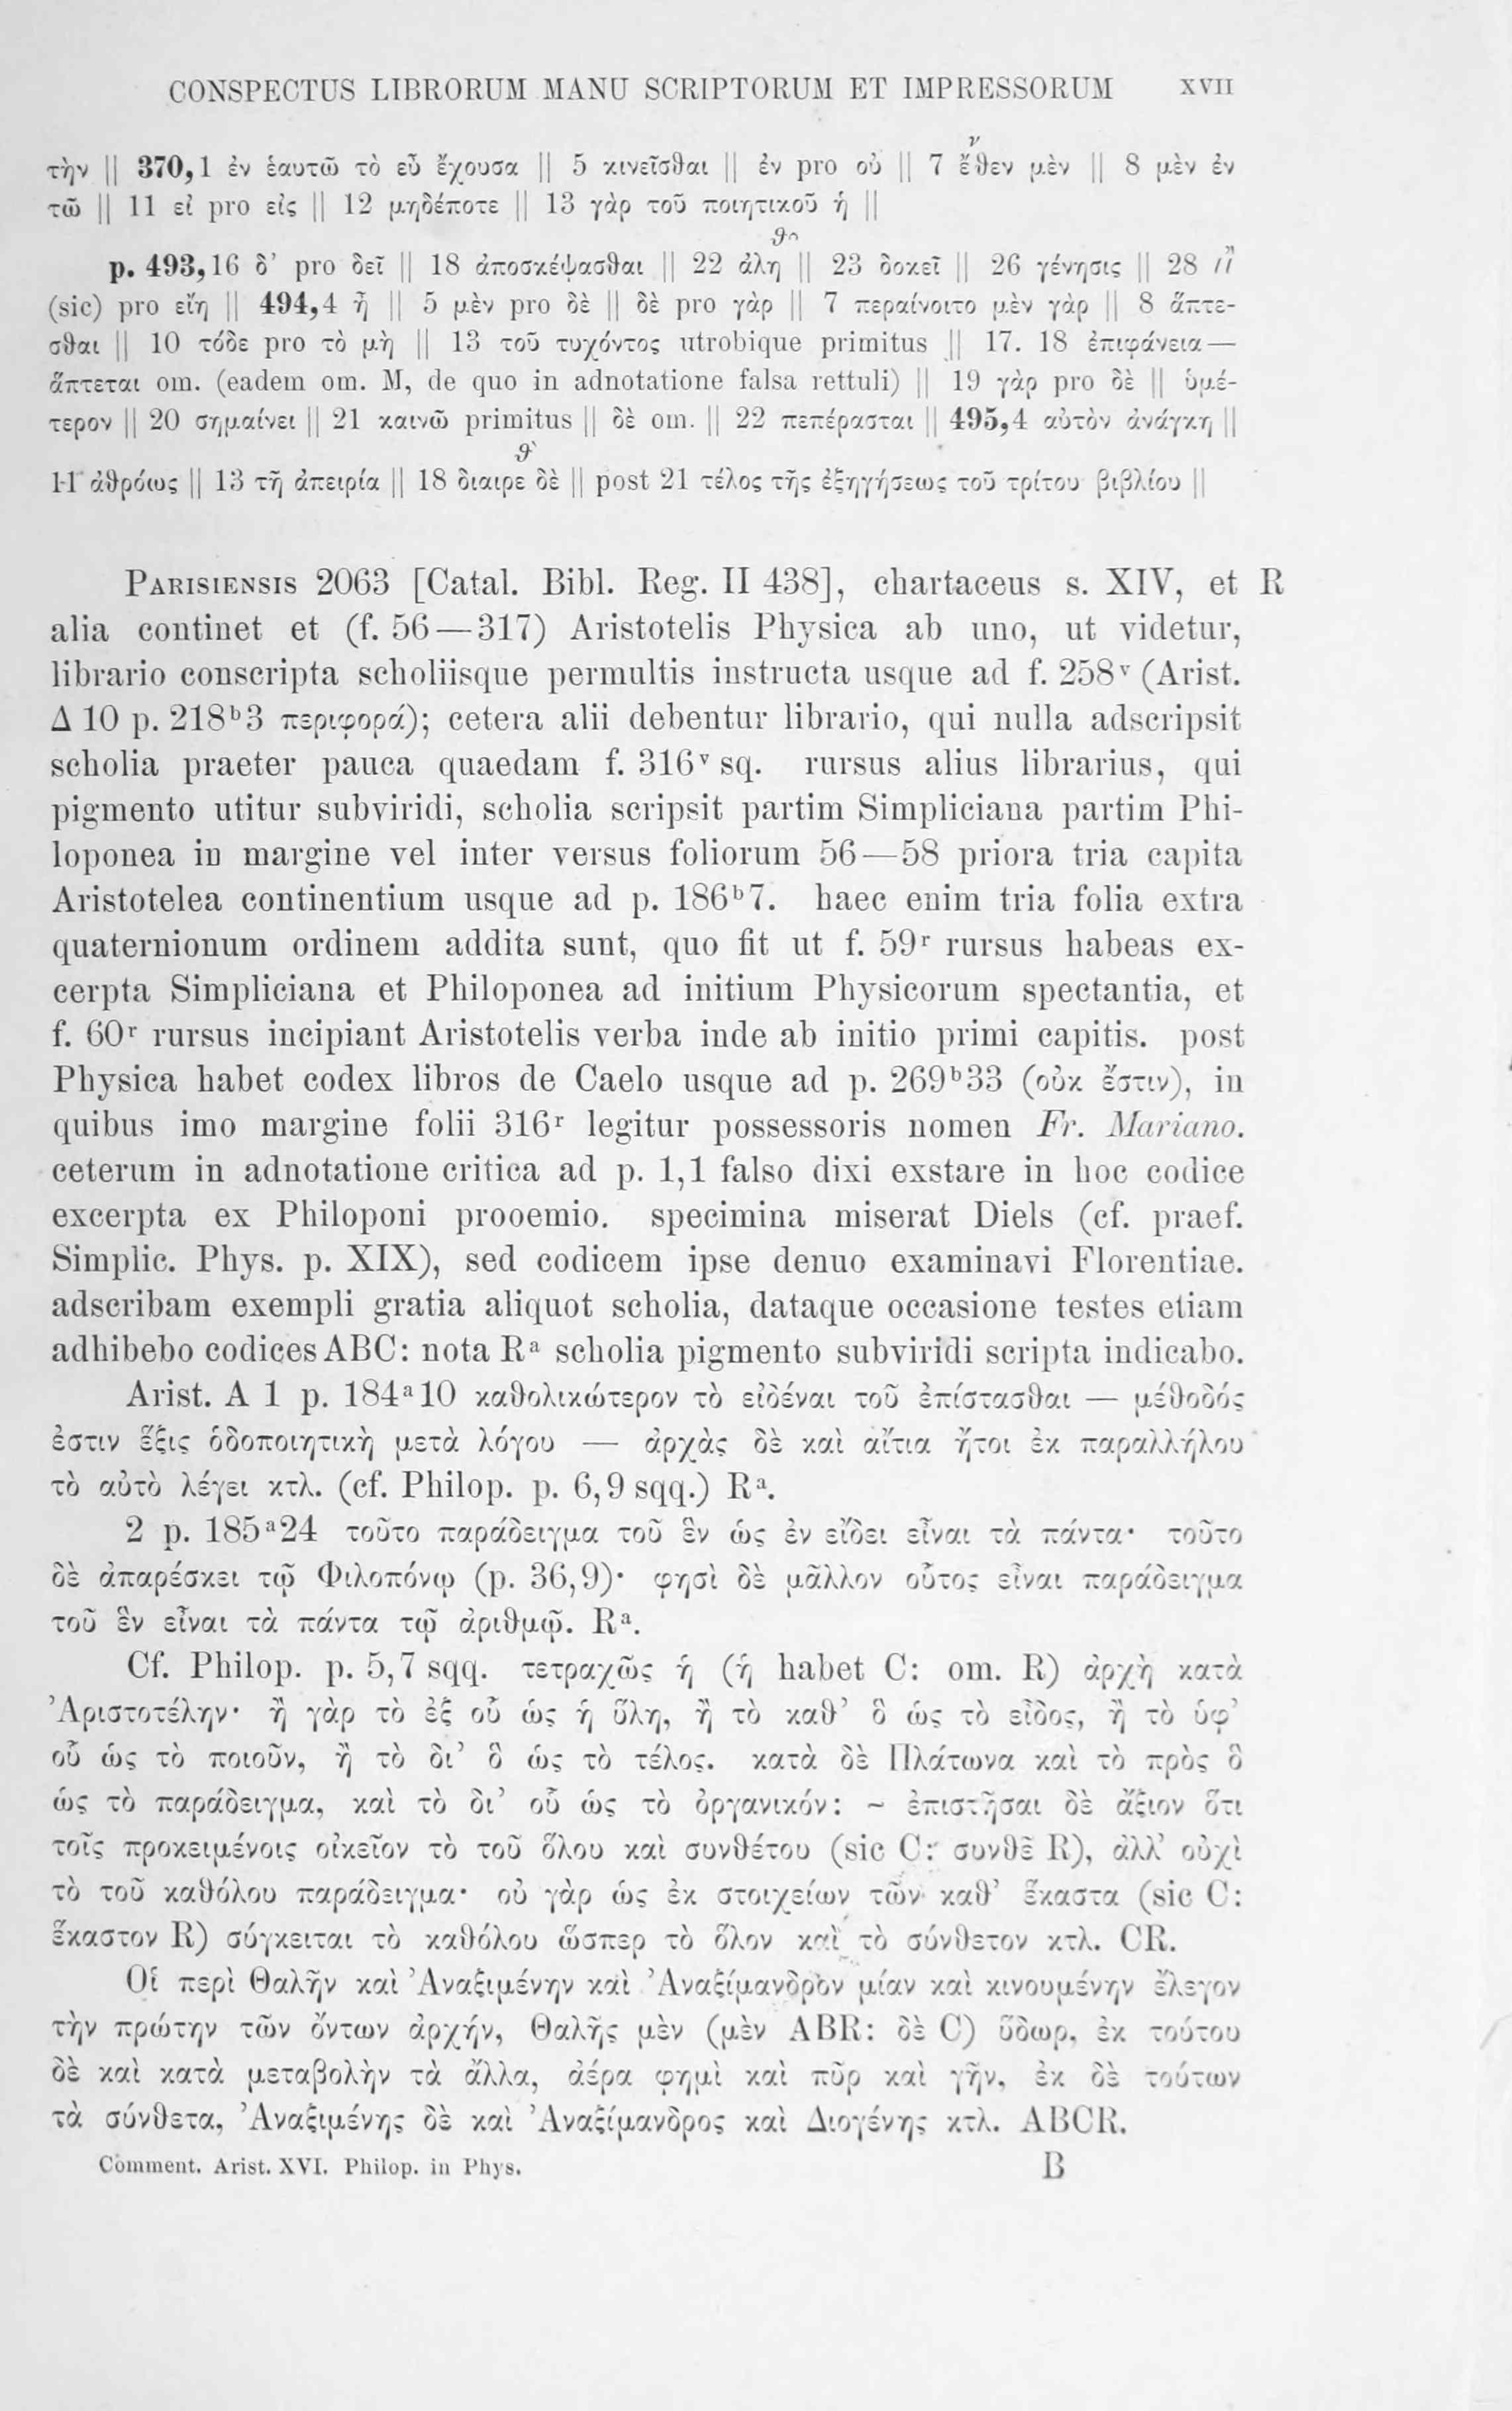 CONSPECTUS LIBRORUM MANU SCRIPTORUM ET IMPRESSORUM XVII
τὴν || 370,1 ἐν ἑαυτῶ τὸ εὖ ἔχουσα || 5 κινεῖσθαι || ἐν pro οὐ || 7 ἔθεν μὲν || 8 μὲν ἐν
τῶ || 11 εἰ pro εἰς || 12 μηδέποτε || 13 γὰρ τοῦ ποιητικοῦ ἡ ||
p. 493,16 δ’ pro δεῖ || 18 ἀποσκέψασθαι || 22 ἀλη || 23 δοκεῖ || 26 γένησις || 28
(sic) pro εἴη || 494,4 ἦ || 5 μὲν pro δὲ || δὲ pro γὰρ || 7 περαίνοιτο μὲν γὰρ || 8 ἅπτε-
σθαι || 10 τόδε pro τὸ μὴ || 13 τοῦ τυχόντος utrobique primitus || 17. 18 ἐπιφάνεια—
ἅπτεται om. (eadem om. M, de quo in adnotatione falsa rettuli) || 19 γὰρ pro δὲ || ὑμέ-
τερον || 20 σημαίνει || 21 καινῶ primitus || δὲ om. || 22 πεπέρασται || 495,4 αὐτὸν ἀνάγκη ||
11 ἀθρόως || 13 τῆ ἀπειρία || 18 διαιρε δὲ || post 21 τέλος τῆς ἐξηγήσεως τοῦ τρίτου βιβλίου ||
PARISIENSIS 2063 [Catal. Bibl. Reg. II 438], chartaceus s. XIV, et R
alia continet et (f. 56—317) Aristotelis Physica ab uno, ut videtur,
librario conscripta scholiisque permultis instructa usque ad f. 258ᵛ (Arist.
Δ 10 p. 218ᵇ3 περιφορά); cetera alii debentur librario, qui nulla adscripsit
scholia praeter pauca quaedam f. 316ᵛ sq. rursus alius librarius, qui
pigmento utitur subviridi, scholia scripsit partim Simpliciana partim Phi-
loponea in margine vel inter versus foliorum 56—58 priora tria capita
Aristotelea continentium usque ad p. 186ᵇ7. haec enim tria folia extra
quaternionum ordinem addita sunt, quo fit ut f. 59ʳ rursus habeas ex-
cerpta Simpliciana et Philoponea ad initium Physicorum spectantia, et
f. 60ʳ rursus incipiant Aristotelis verba inde ab initio primi capitis. post
Physica habet codex libros de Caelo usque ad p. 269ᵇ33 (οὐκ ἔστιν), in
quibus imo margine folii 316ʳ legitur possessoris nomen Fr. Mariano.
ceterum in adnotatione critica ad p. 1,1 falso dixi exstare in hoc codice
excerpta ex Philoponi prooemio. specimina miserat Diels (cf. praef.
Simplic. Phys. p. XIX), sed codicem ipse denuo examinavi Florentiae.
adscribam exempli gratia aliquot scholia, dataque occasione testes etiam
adhibebo codices ABC: nota Rᵃ scholia pigmento subviridi scripta indicabo.
Arist. A 1 p. 184ᵃ10 καθολικώτερον τὸ εἰδέναι τοῦ ἐπίστασθαι — μέθοδός
ἐστιν ἕξις ὁδοποιητικὴ μετὰ λόγου — ἀρχὰς δὲ καὶ αἴτια ἤτοι ἐκ παραλλήλου
τὸ αὐτὸ λέγει κτλ. (cf. Philop. p. 6,9 sqq.) Rᵃ.
2 p. 185ᵃ24 τοῦτο παράδειγμα τοῦ ἓν ὡς ἐν εἴδει εἶναι τὰ πάντα· τοῦτο
δὲ ἀπαρέσκει τῷ Φιλοπόνῳ (p. 36,9)· φησὶ δὲ μᾶλλον οὗτος εἶναι παράδειγμα
τοῦ ἓν εἶναι τὰ πάντα τῷ ἀριθμῷ. Rᵃ.
Cf. Philop. p. 5,7 sqq. τετραχῶς ἡ (ἡ habet C: om. R) ἀρχὴ κατὰ
Ἀριστοτέλην· ἢ γὰρ τὸ ἐξ οὗ ὡς ἡ ὕλη, ἢ τὸ καθ’ ὃ ὡς τὸ εἶδος, ἢ τὸ ὑφ’
οὗ ὡς τὸ ποιοῦν, ἢ τὸ δι’ ὃ ὡς τὸ τέλος. κατὰ δὲ Πλάτωνα καὶ τὸ πρὸς ὃ
ὡς τὸ παράδειγμα, καὶ τὸ δι’ οὗ ὡς τὸ ὀργανικόν: ~ ἐπιστῆσαι δὲ ἄξιον ὅτι
τοῖς προκειμένοις οἰκεῖον τὸ τοῦ ὅλου καὶ συνθέτου (sic C: συνθε R), ἀλλ’ οὐχὶ
τὸ τοῦ καθόλου παράδειγμα· οὐ γὰρ ὡς ἐκ στοιχείων τῶν καθ’ ἕκαστα (sic C:
ἕκαστον R) σύγκειται τὸ καθόλου ὥσπερ τὸ ὅλον καὶ τὸ σύνθετον κτλ. CR.
Οἱ περὶ Θαλῆν καὶ Ἀναξιμένην καὶ Ἀναξίμανδρον μίαν καὶ κινουμένην ἔλεγον
τὴν πρώτην τῶν ὄντων ἀρχήν, Θαλῆς μὲν (μὲν ABR: δὲ C) ὕδωρ, ἐκ τούτου
δὲ καὶ κατὰ μεταβολὴν τὰ ἄλλα, ἀέρα φημὶ καὶ πῦρ καὶ γῆν, ἐκ δὲ τούτων
τὰ σύνθετα, Ἀναξιμένης δὲ καὶ Ἀναξίμανδρος καὶ Διογένης κτλ. ABCR.
Comment. Arist. XVI. Philop. in Phys. B